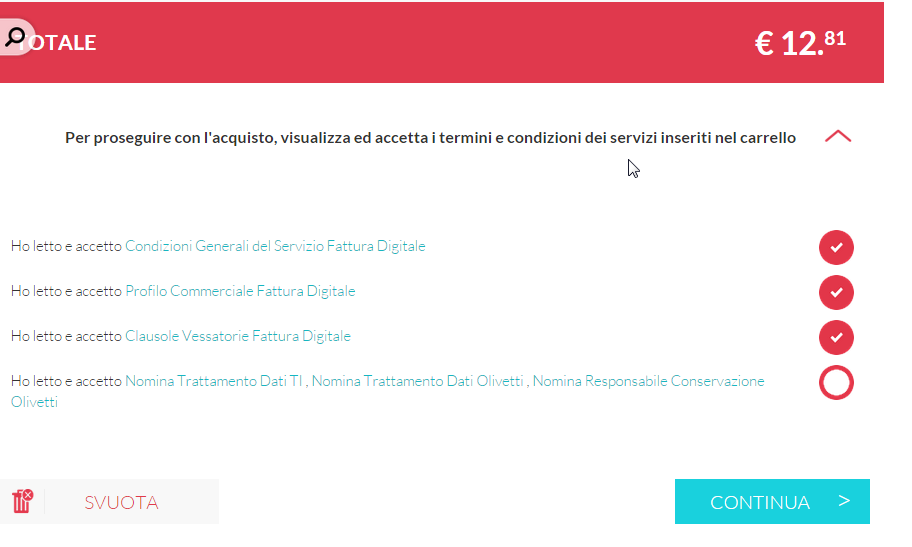 TOTALE
€ 12.81
Per proseguire con l'acquisto, visualizza ed accetta i termini e condizioni dei servizi inseriti nel carrello
Ho letto e accetto Condizioni Generali del Servizio Fattura Digitale
Ho letto e accetto Profilo Commerciale Fattura Digitale
Ho letto e accetto Clausole Vessatorie Fattura Digitale
Ho letto e accetto Nomina Trattamento Dati TI , Nomina Trattamento Dati Olivetti , Nomina Responsabile Conservazione
Olivetti
SVUOTA
CONTINUA >